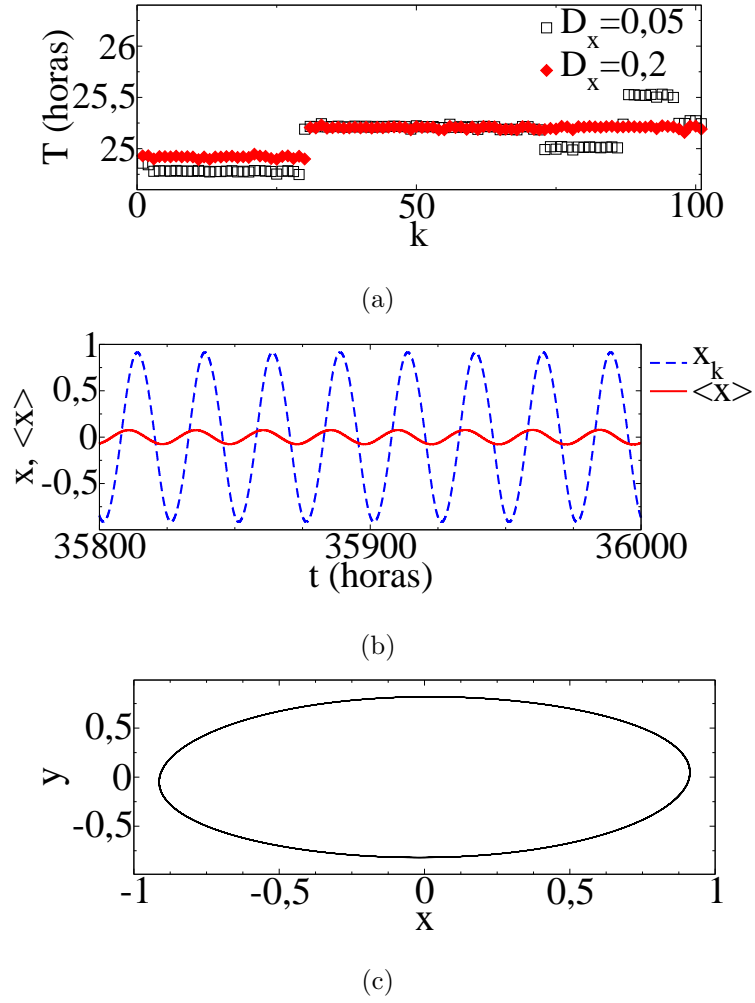 26
25,5
25
T (horas)
D_x=0,05
D_x=0,2
0
50
100
k
(a)
1
0,5
0
-0,5
x, <x>
x_k
<x>
35800
35900
36000
t (horas)
(b)
0,5
0
-0,5
y
-1
-0,5
0
0,5
1
x
(c)